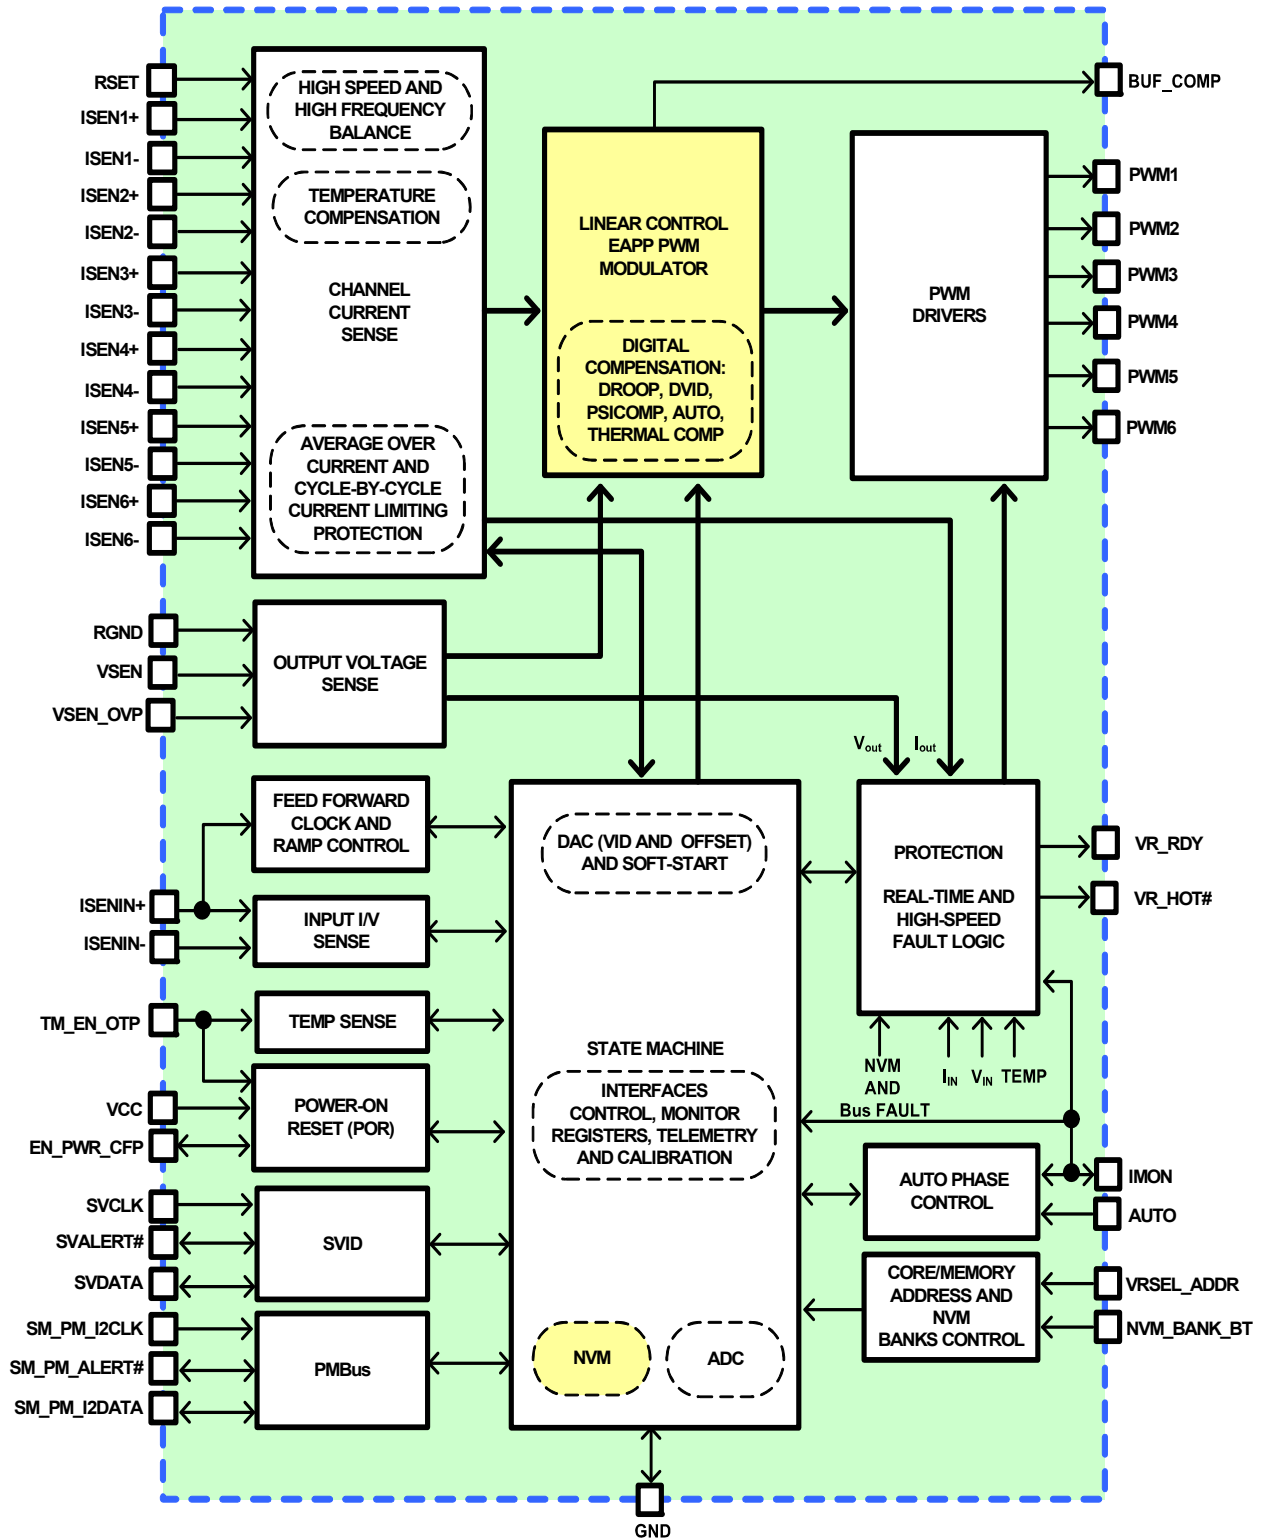 RSET
ISEN1+
ISEN1-
ISEN2+
ISEN2-
ISEN3+
ISEN3-
ISEN4+
ISEN4-
ISEN5+
ISEN5-
ISEN6+
ISEN6-
HIGH SPEED AND
HIGH FREQUENCY
BALANCE
TEMPERATURE
COMPENSATION
CHANNEL
CURRENT
SENSE
AVERAGE OVER
CURRENT AND
CYCLE-BY-CYCLE
CURRENT LIMITING
PROTECTION
LINEAR CONTROL
EAPP PWM
MODULATOR
DIGITAL
COMPENSATION:
DROOP, DVID,
PSICOMP, AUTO,
THERMAL COMP
PWM
DRIVERS
BUF_COMP
PWM1
PWM2
PWM3
PWM4
PWM5
PWM6
RGND
VSEN
VSEN_OVP
OUTPUT VOLTAGE
SENSE
Vout
Iout
FEED FORWARD
CLOCK AND
RAMP CONTROL
ISENIN+
ISENIN-
INPUT I/V
SENSE
TM_EN_OTP
TEMP SENSE
VCC
EN_PWR_CFP
POWER-ON
RESET (POR)
SVCLK
SVALERT#
SVDATA
SVID
SM_PM_I2CLK
SM_PM_ALERT#
SM_PM_I2DATA
PMBus
DAC (VID AND OFFSET)
AND SOFT-START
STATE MACHINE
INTERFACES
CONTROL, MONITOR
REGISTERS, TELEMETRY
AND CALIBRATION
NVM
ADC
PROTECTION
REAL-TIME AND
HIGH-SPEED
FAULT LOGIC
VR_RDY
VR_HOT#
NVM
AND
Bus FAULT
IIN
VIN
TEMP
AUTO PHASE
CONTROL
IMON
AUTO
CORE/MEMORY
ADDRESS AND
NVM
BANKS CONTROL
VRSEL_ADDR
NVM_BANK_BT
GND